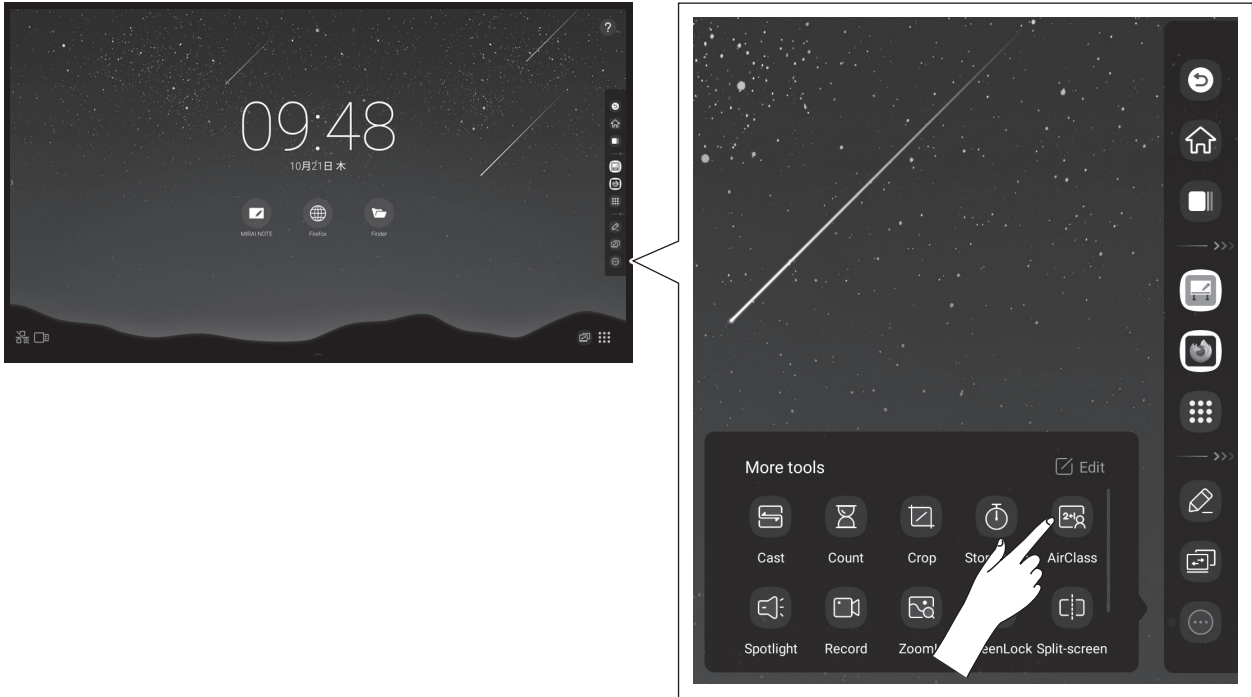 ?
09:48
10月21日 木
MIRAI NOTE
Firefox
Finder
More tools
Edit
Cast
Count
Crop
AirClass
Spotlight
Record
Split-screen